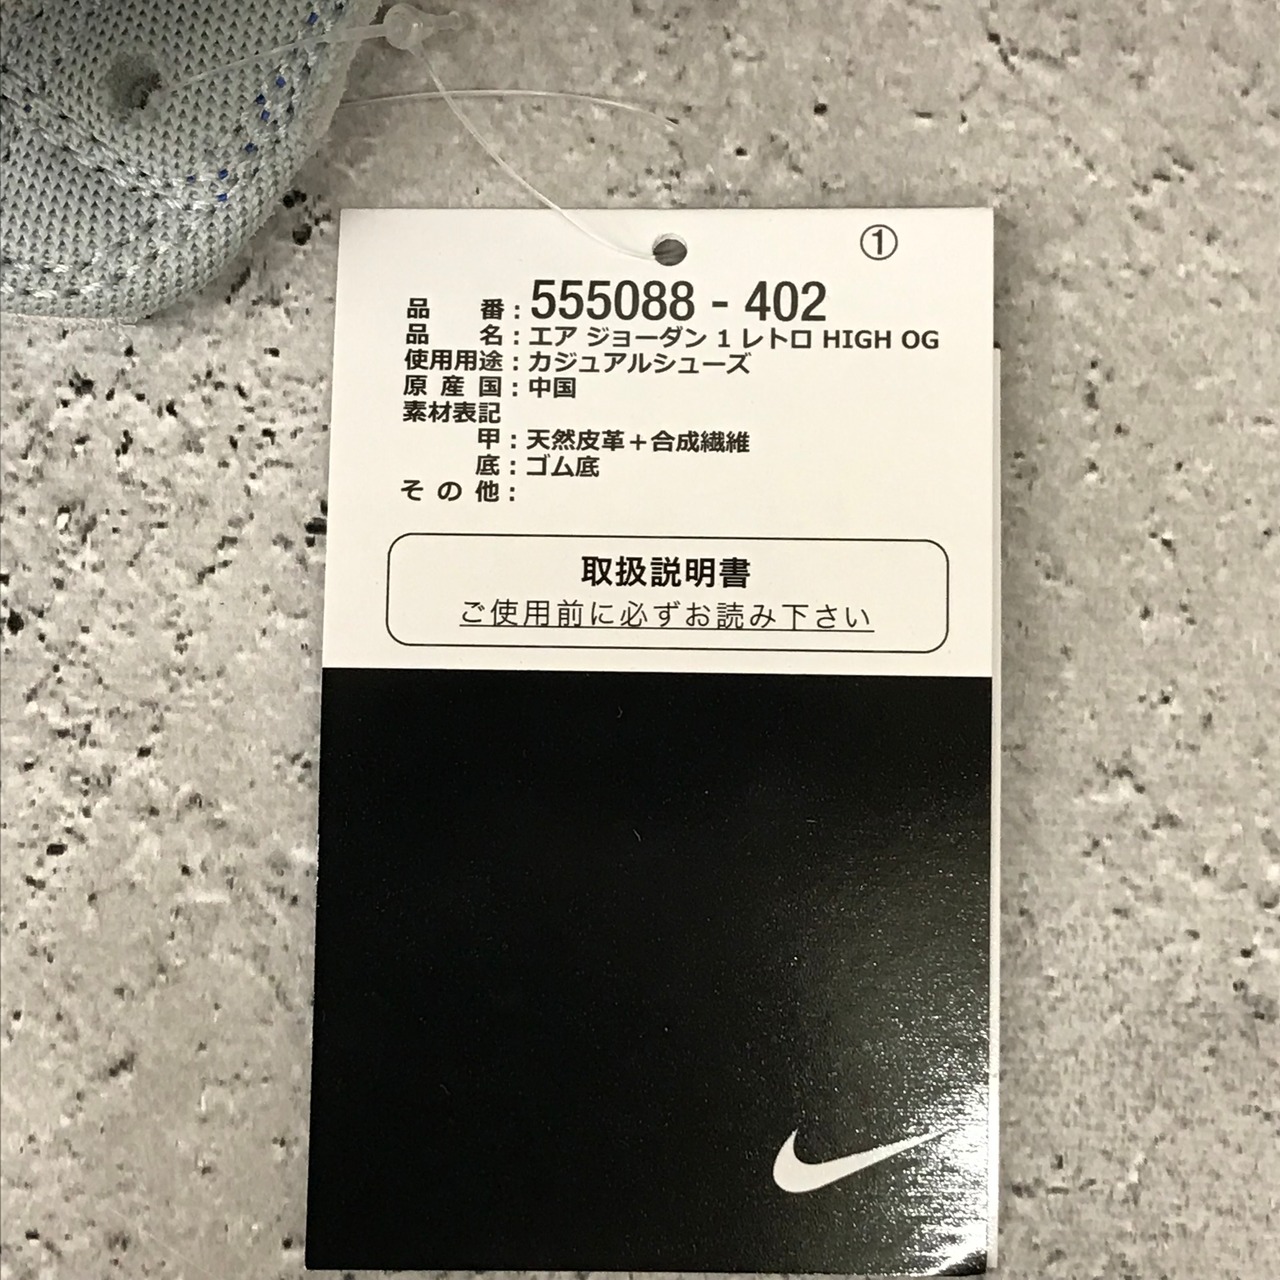 ①
品 番：555088 - 402
品 名：エア ジョーダン 1 レトロ HIGH OG
使用用途：カジュアルシューズ
原 産 国：中国
素材表記
甲：天然皮革＋合成繊維
底：ゴム底
そ の 他：
取扱説明書
ご使用前に必ずお読み下さい